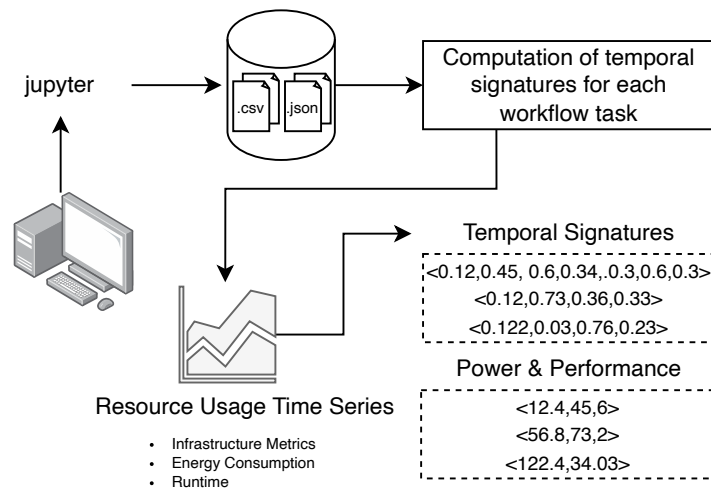 jupyter
.csv
.json
Computation of temporal
signatures for each
workflow task
Temporal Signatures
<0.12,0.45, 0.6,0.34,.0.3,0.6,0.3>
<0.12,0.73,0.36,0.33>
<0.122,0.03,0.76,0.23>
Power & Performance
<12.4,45,6>
<56.8,73,2>
<122.4,34.03>
Resource Usage Time Series
• Infrastructure Metrics
• Energy Consumption
• Runtime